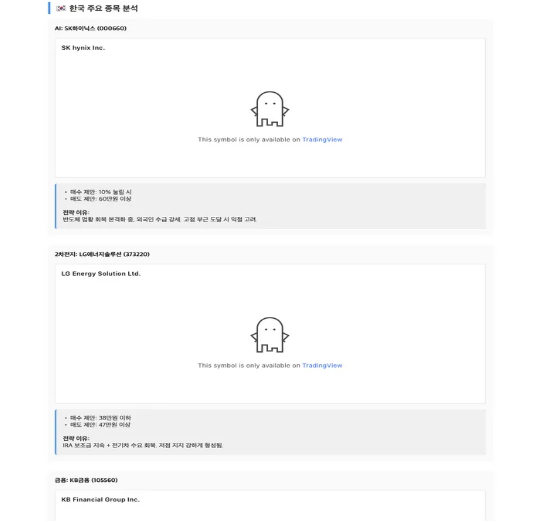 🇰🇷 한국 주요 종목 분석
AI: SK하이닉스 (000660)
SK hynix Inc.
This symbol is only available on TradingView
• 매수 제안: 10% 눌림 시
• 매도 제안: 60만원 이상
전략 이유:
반도체 업황 회복 본격화 중, 외국인 수급 강세. 고점 부근 도달 시 익절 고려.
2차전지: LG에너지솔루션 (373220)
LG Energy Solution Ltd.
This symbol is only available on TradingView
• 매수 제안: 38만원 이하
• 매도 제안: 47만원 이상
전략 이유:
IRA 보조금 지속 + 전기차 수요 회복. 저점 지지 강하게 형성됨.
금융: KB금융 (105560)
KB Financial Group Inc.